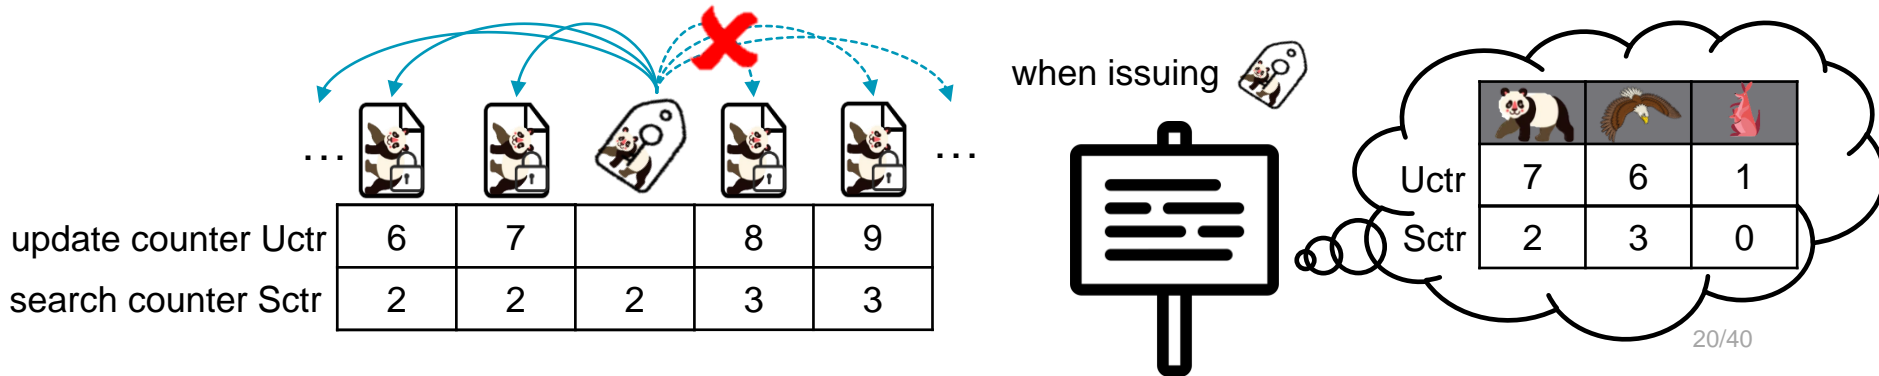 when issuing
... ...
update counter Uctr 6 7 8 9
search counter Sctr 2 2 2 3 3
Uctr 7 6 1
Sctr 2 3 0
20/40